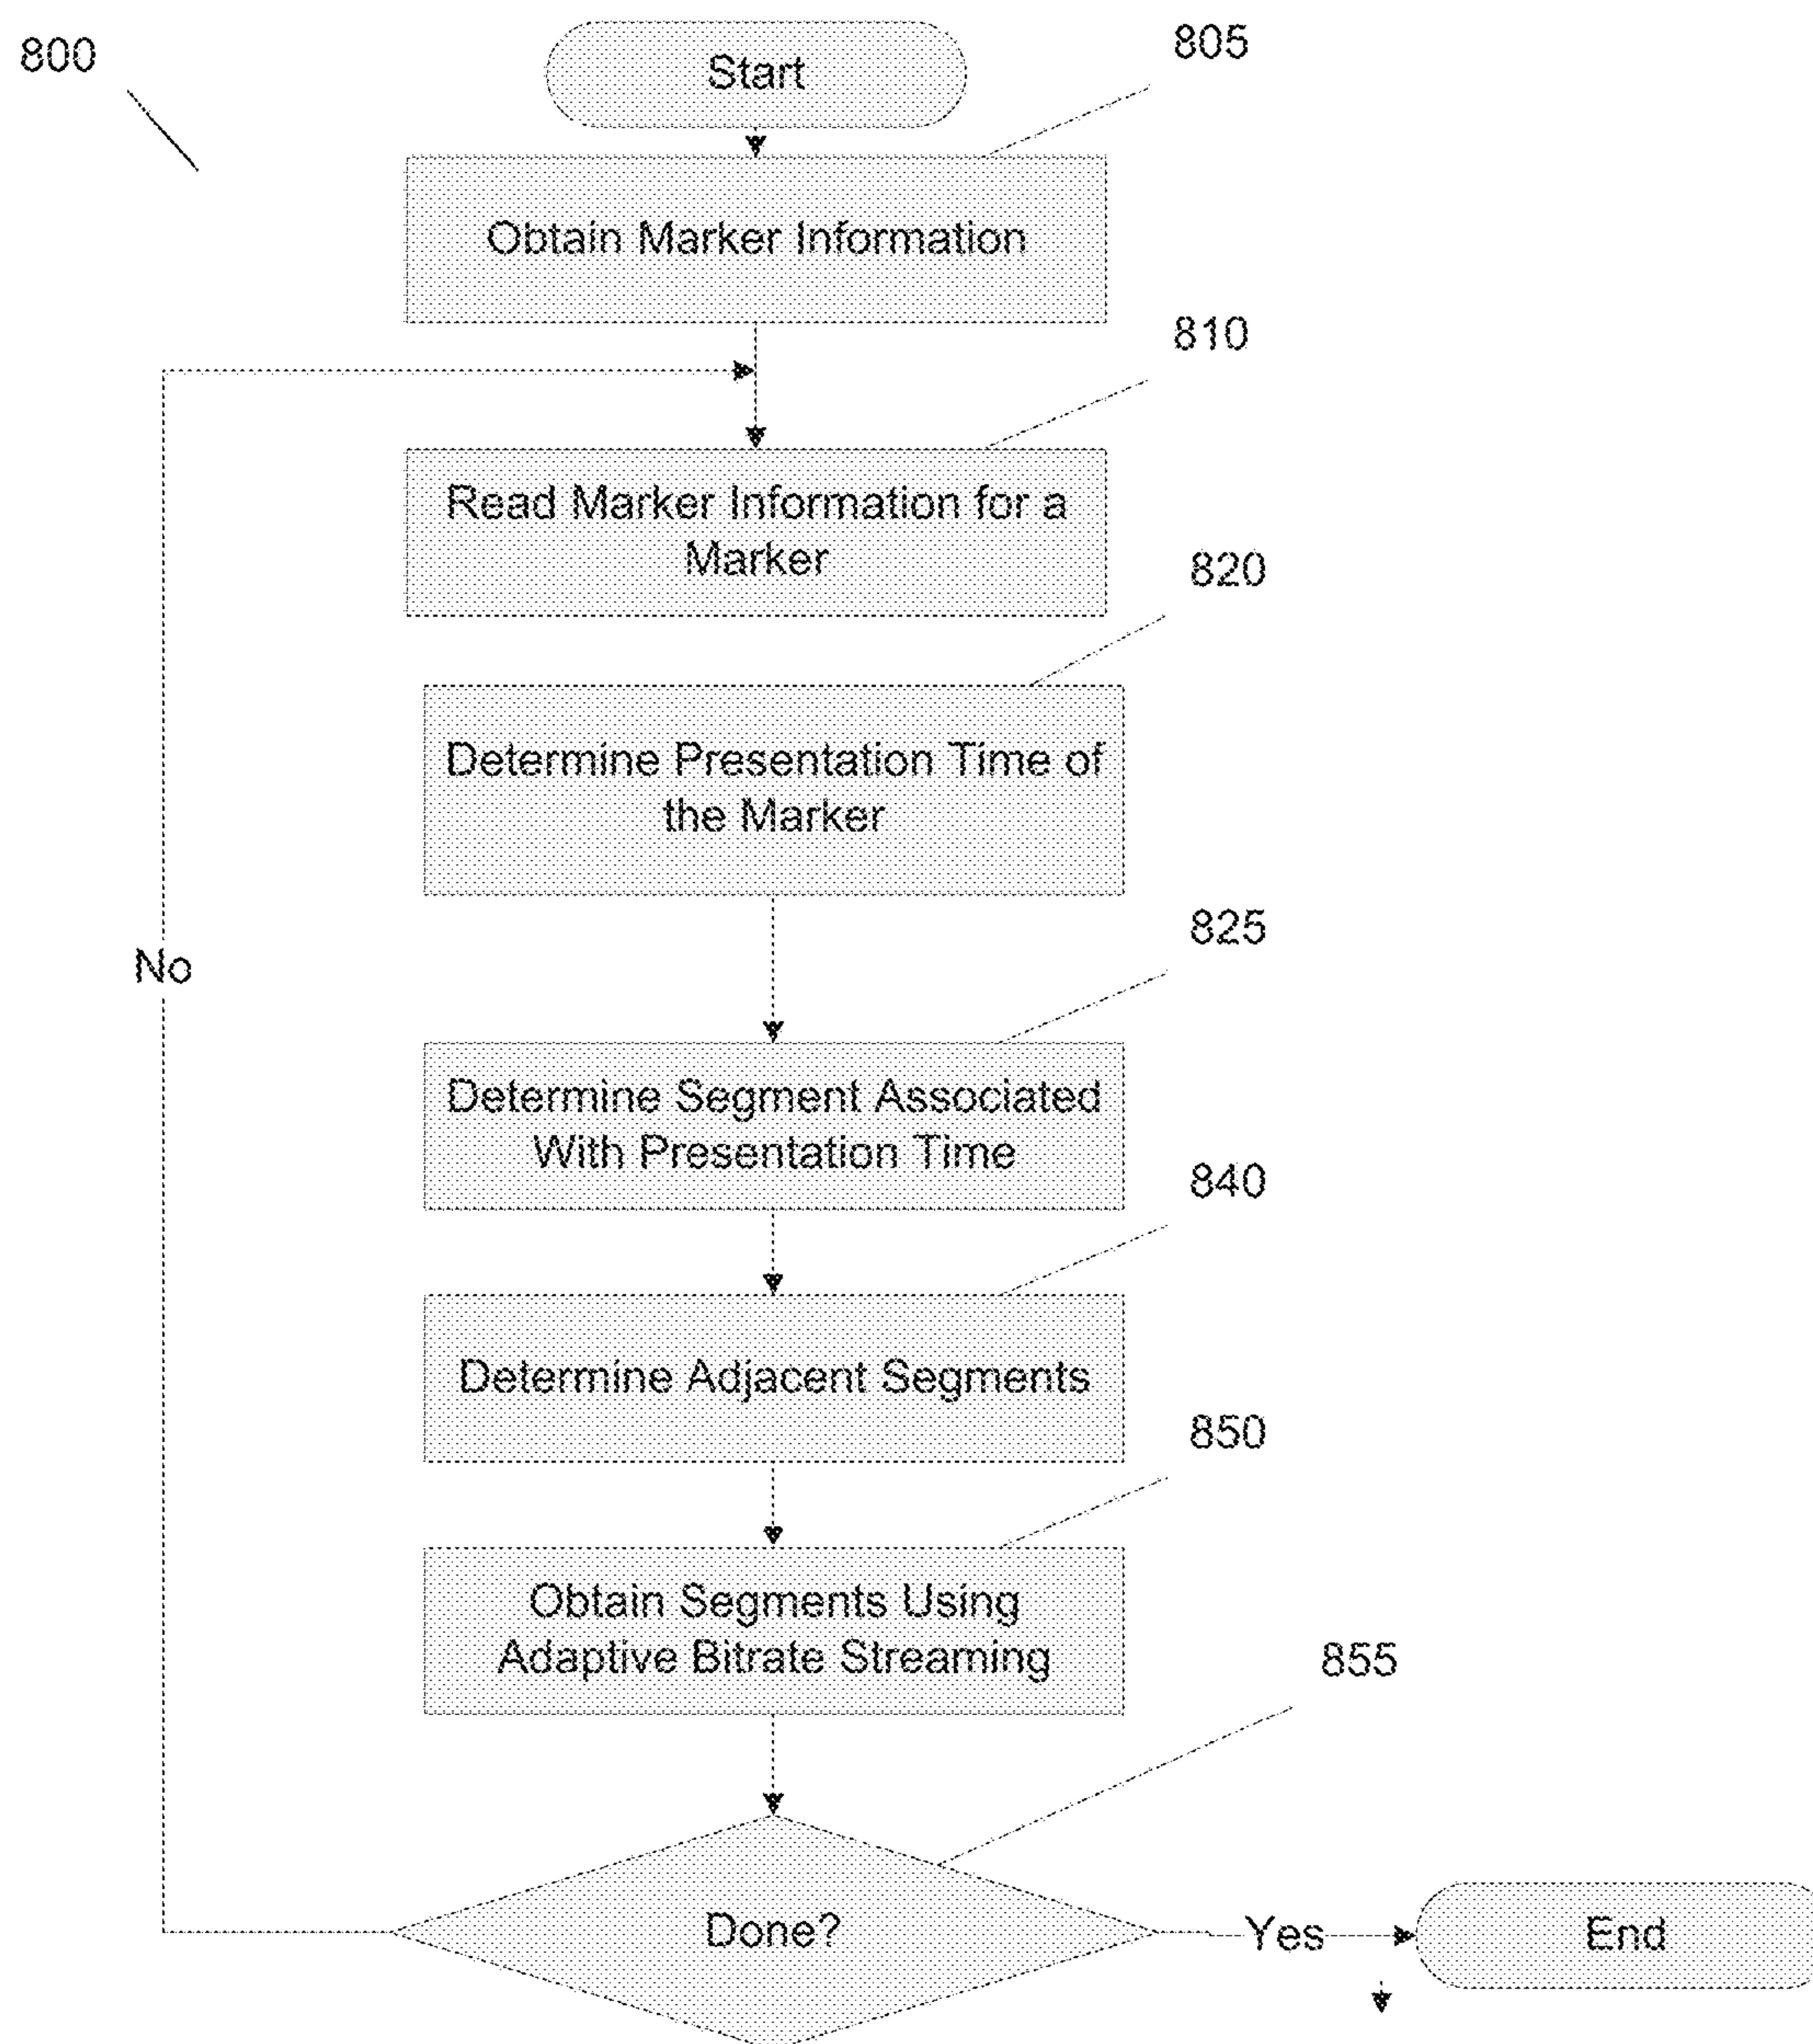 800
Start
805
Obtain Marker Information
810
Read Marker Information for a
Marker
820
Determine Presentation Time of
the Marker
825
No
Determine Segment Associated
With Presentation Time
840
Determine Adjacent Segments
850
Obtain Segments Using
Adaptive Bitrate Streaming
855
Done?
Yes
End